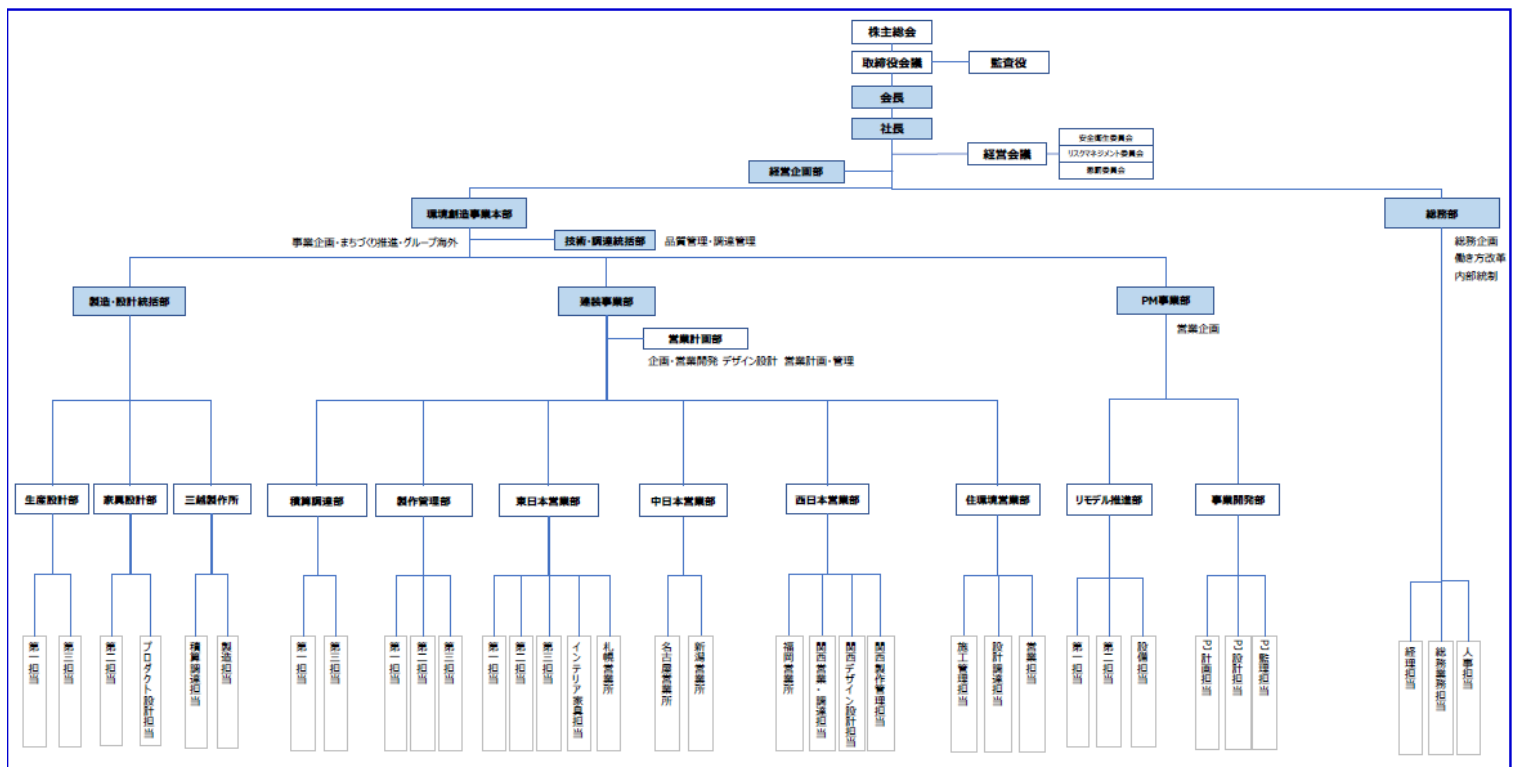 株主総会
取締役会議
監査役
会長
社長
経営会議
安全衛生委員会
リスクマネジメント委員会
懲罰委員会
経営企画部
環境創造事業本部
総務部
事業企画・まちづくり推進・グループ海外
技術・調達統括部
品質管理・調達管理
総務企画
働き方改革
内部統制
製造・設計統括部
建装事業部
PM事業部
営業計画部
営業企画
企画・営業開発 デザイン設計 営業計画・管理
生産設計部
家具設計部
三越製作所
積算調達部
製作管理部
東日本営業部
中日本営業部
西日本営業部
住環境営業部
リモデル推進部
事業開発部
第一担当
第三担当
第二担当
プロダクト設計担当
積算調達担当
製造担当
第一担当
第三担当
第一担当
第二担当
第三担当
第一担当
第二担当
第三担当
インテリア家具担当
札幌営業所
名古屋営業所
新潟営業所
福岡営業所
関西営業・調達担当
関西デザイン設計担当
関西製作管理担当
施工管理担当
設計調達担当
営業担当
第一担当
第二担当
設備担当
PJ計画担当
PJ設計担当
PJ監理担当
経理担当
総務業務担当
人事担当